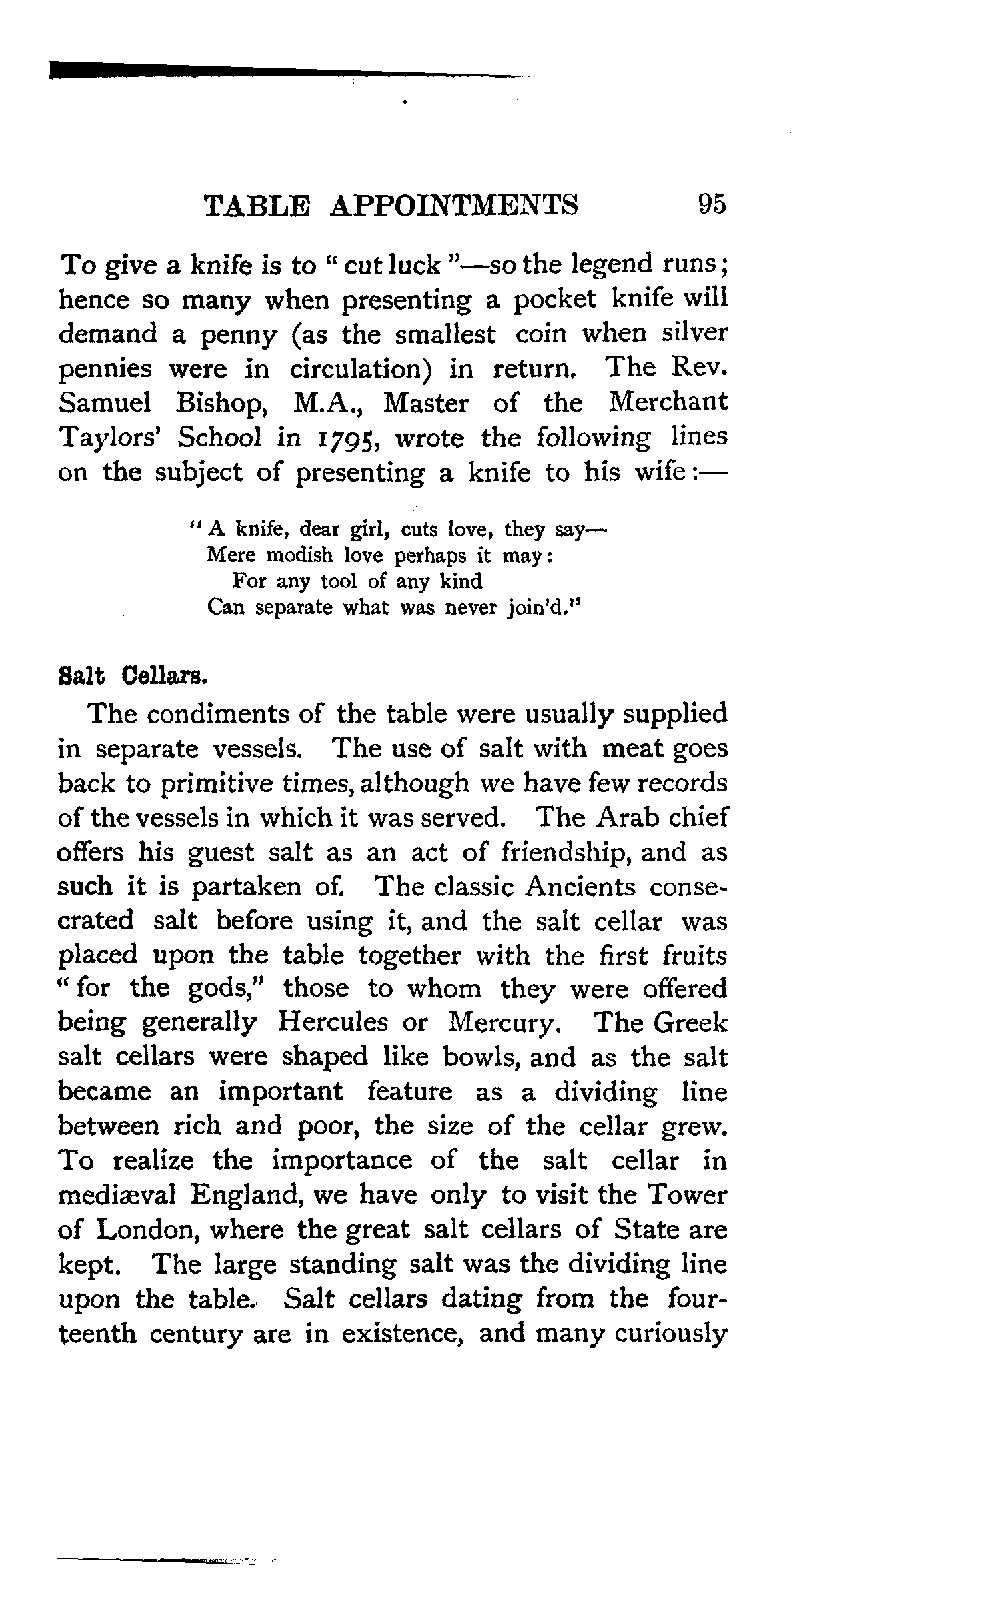 TABLE APPOINTMENTS 95
To give a knife is to “ cut luck ”—so the legend runs;
hence so many when presenting a pocket knife will
demand a penny (as the smallest coin when silver
pennies were in circulation) in return. The Rev.
Samuel Bishop, M.A., Master of the Merchant
Taylors’ School in 1795, wrote the following lines
on the subject of presenting a knife to his wife :—
“ A knife, dear girl, cuts love, they say—
Mere modish love perhaps it may :
For any tool of any kind
Can separate what was never join’d.”
Salt Cellars.
The condiments of the table were usually supplied
in separate vessels. The use of salt with meat goes
back to primitive times, although we have few records
of the vessels in which it was served. The Arab chief
offers his guest salt as an act of friendship, and as
such it is partaken of. The classic Ancients conse-
crated salt before using it, and the salt cellar was
placed upon the table together with the first fruits
“ for the gods,” those to whom they were offered
being generally Hercules or Mercury. The Greek
salt cellars were shaped like bowls, and as the salt
became an important feature as a dividing line
between rich and poor, the size of the cellar grew.
To realize the importance of the salt cellar in
mediæval England, we have only to visit the Tower
of London, where the great salt cellars of State are
kept. The large standing salt was the dividing line
upon the table. Salt cellars dating from the four-
teenth century are in existence, and many curiously